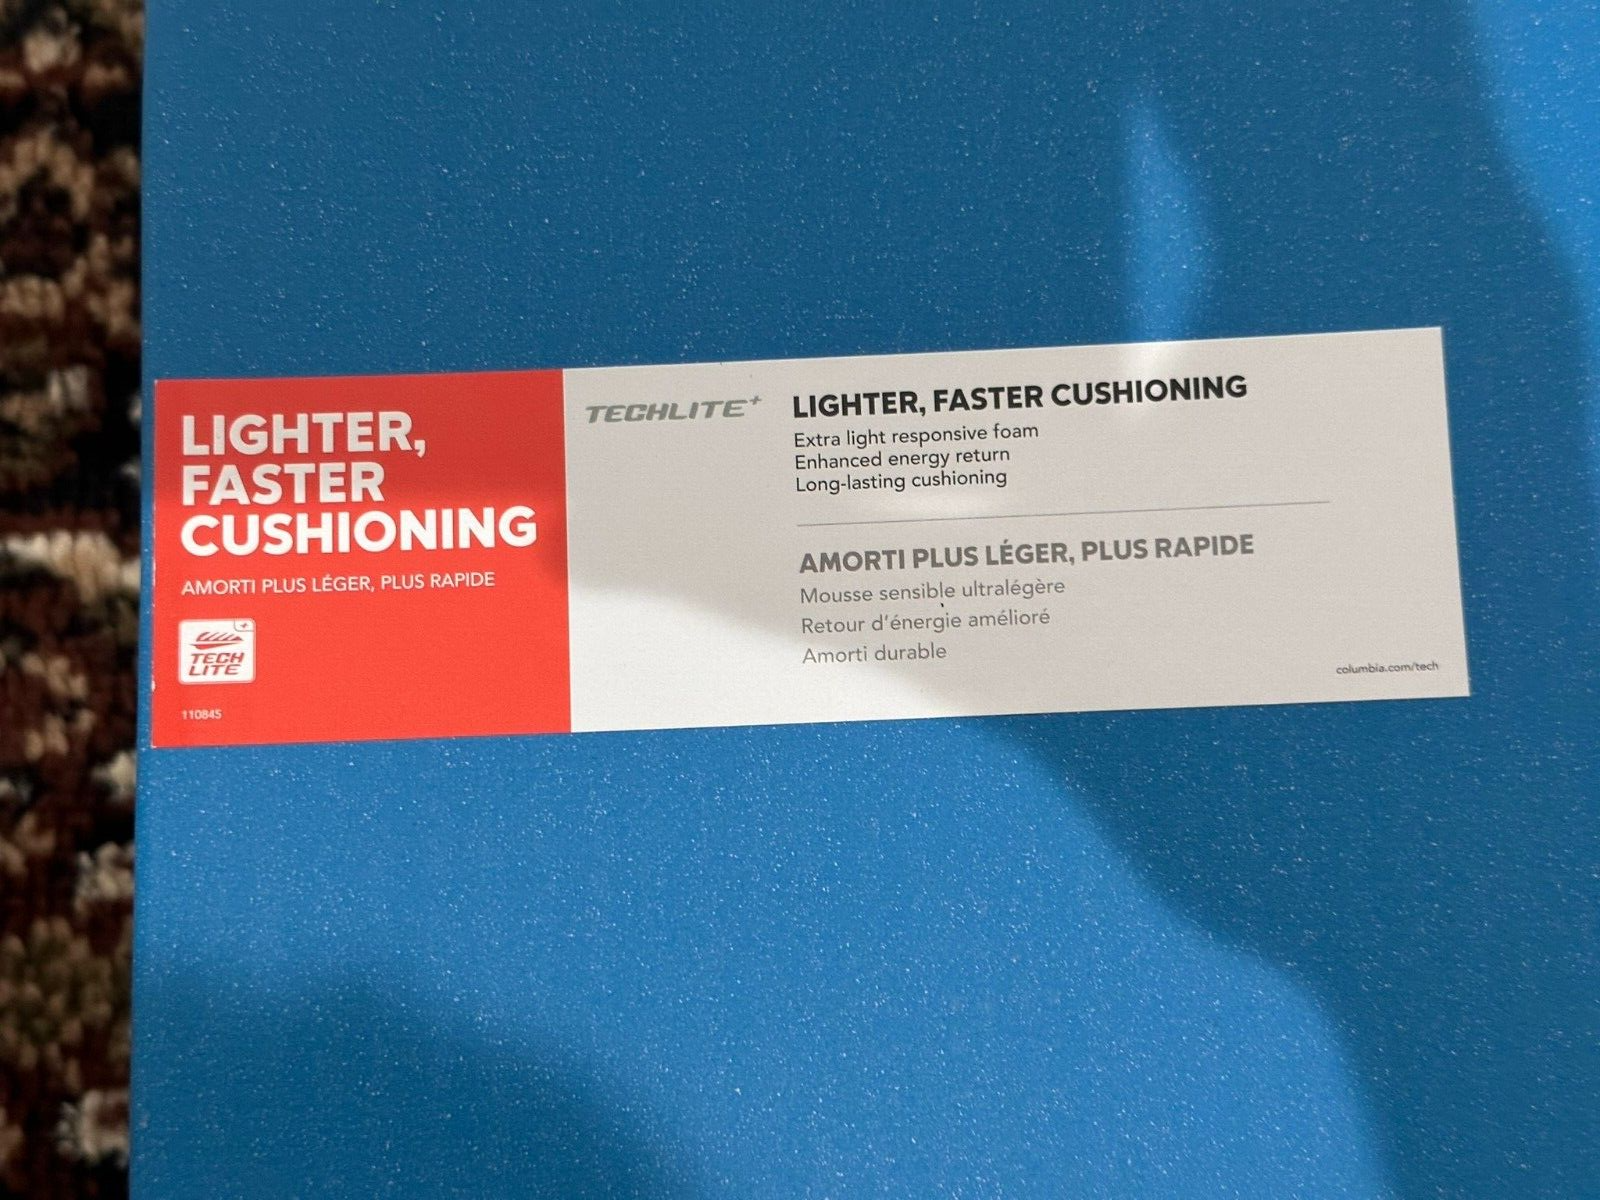 LIGHTER,
FASTER
CUSHIONING
AMORTI PLUS LÉGER, PLUS RAPIDE
TECH
LITE
110845
TECHLITE+
LIGHTER, FASTER CUSHIONING
Extra light responsive foam
Enhanced energy return
Long-lasting cushioning
AMORTI PLUS LÉGER, PLUS RAPIDE
Mousse sensible ultralégère
Retour d'énergie amélioré
Amorti durable
columbia.com/tech